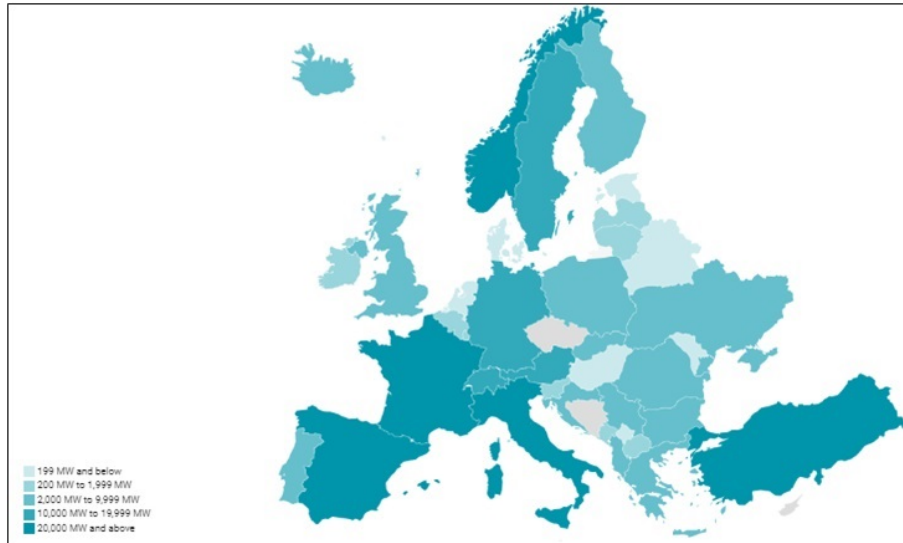 199 MW and below
200 MW to 1,999 MW
2,000 MW to 9,999 MW
10,000 MW to 19,999 MW
20,000 MW and above